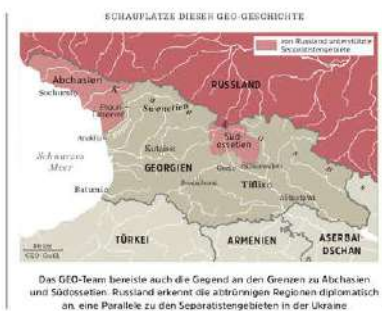 SCHAUPLÄTZE DIESER GEO-GESCHICHTE
von Russland unterstützte
Separatistengebiete
Abchasien
RUSSLAND
Swanetien
Süd-
ossetien
Schwarzes
Meer
Kutaissi
GEORGIEN
Gori
Tiflis
Batumi
TÜRKEI
ARMENIEN
ASERBAI-
DSCHAN
Das GEO-Team bereiste auch die Gegend an den Grenzen zu Abchasien
und Südossetien. Russland erkennt die abtrünnigen Regionen diplomatisch
an, eine Parallele zu den Separatistengebieten in der Ukraine